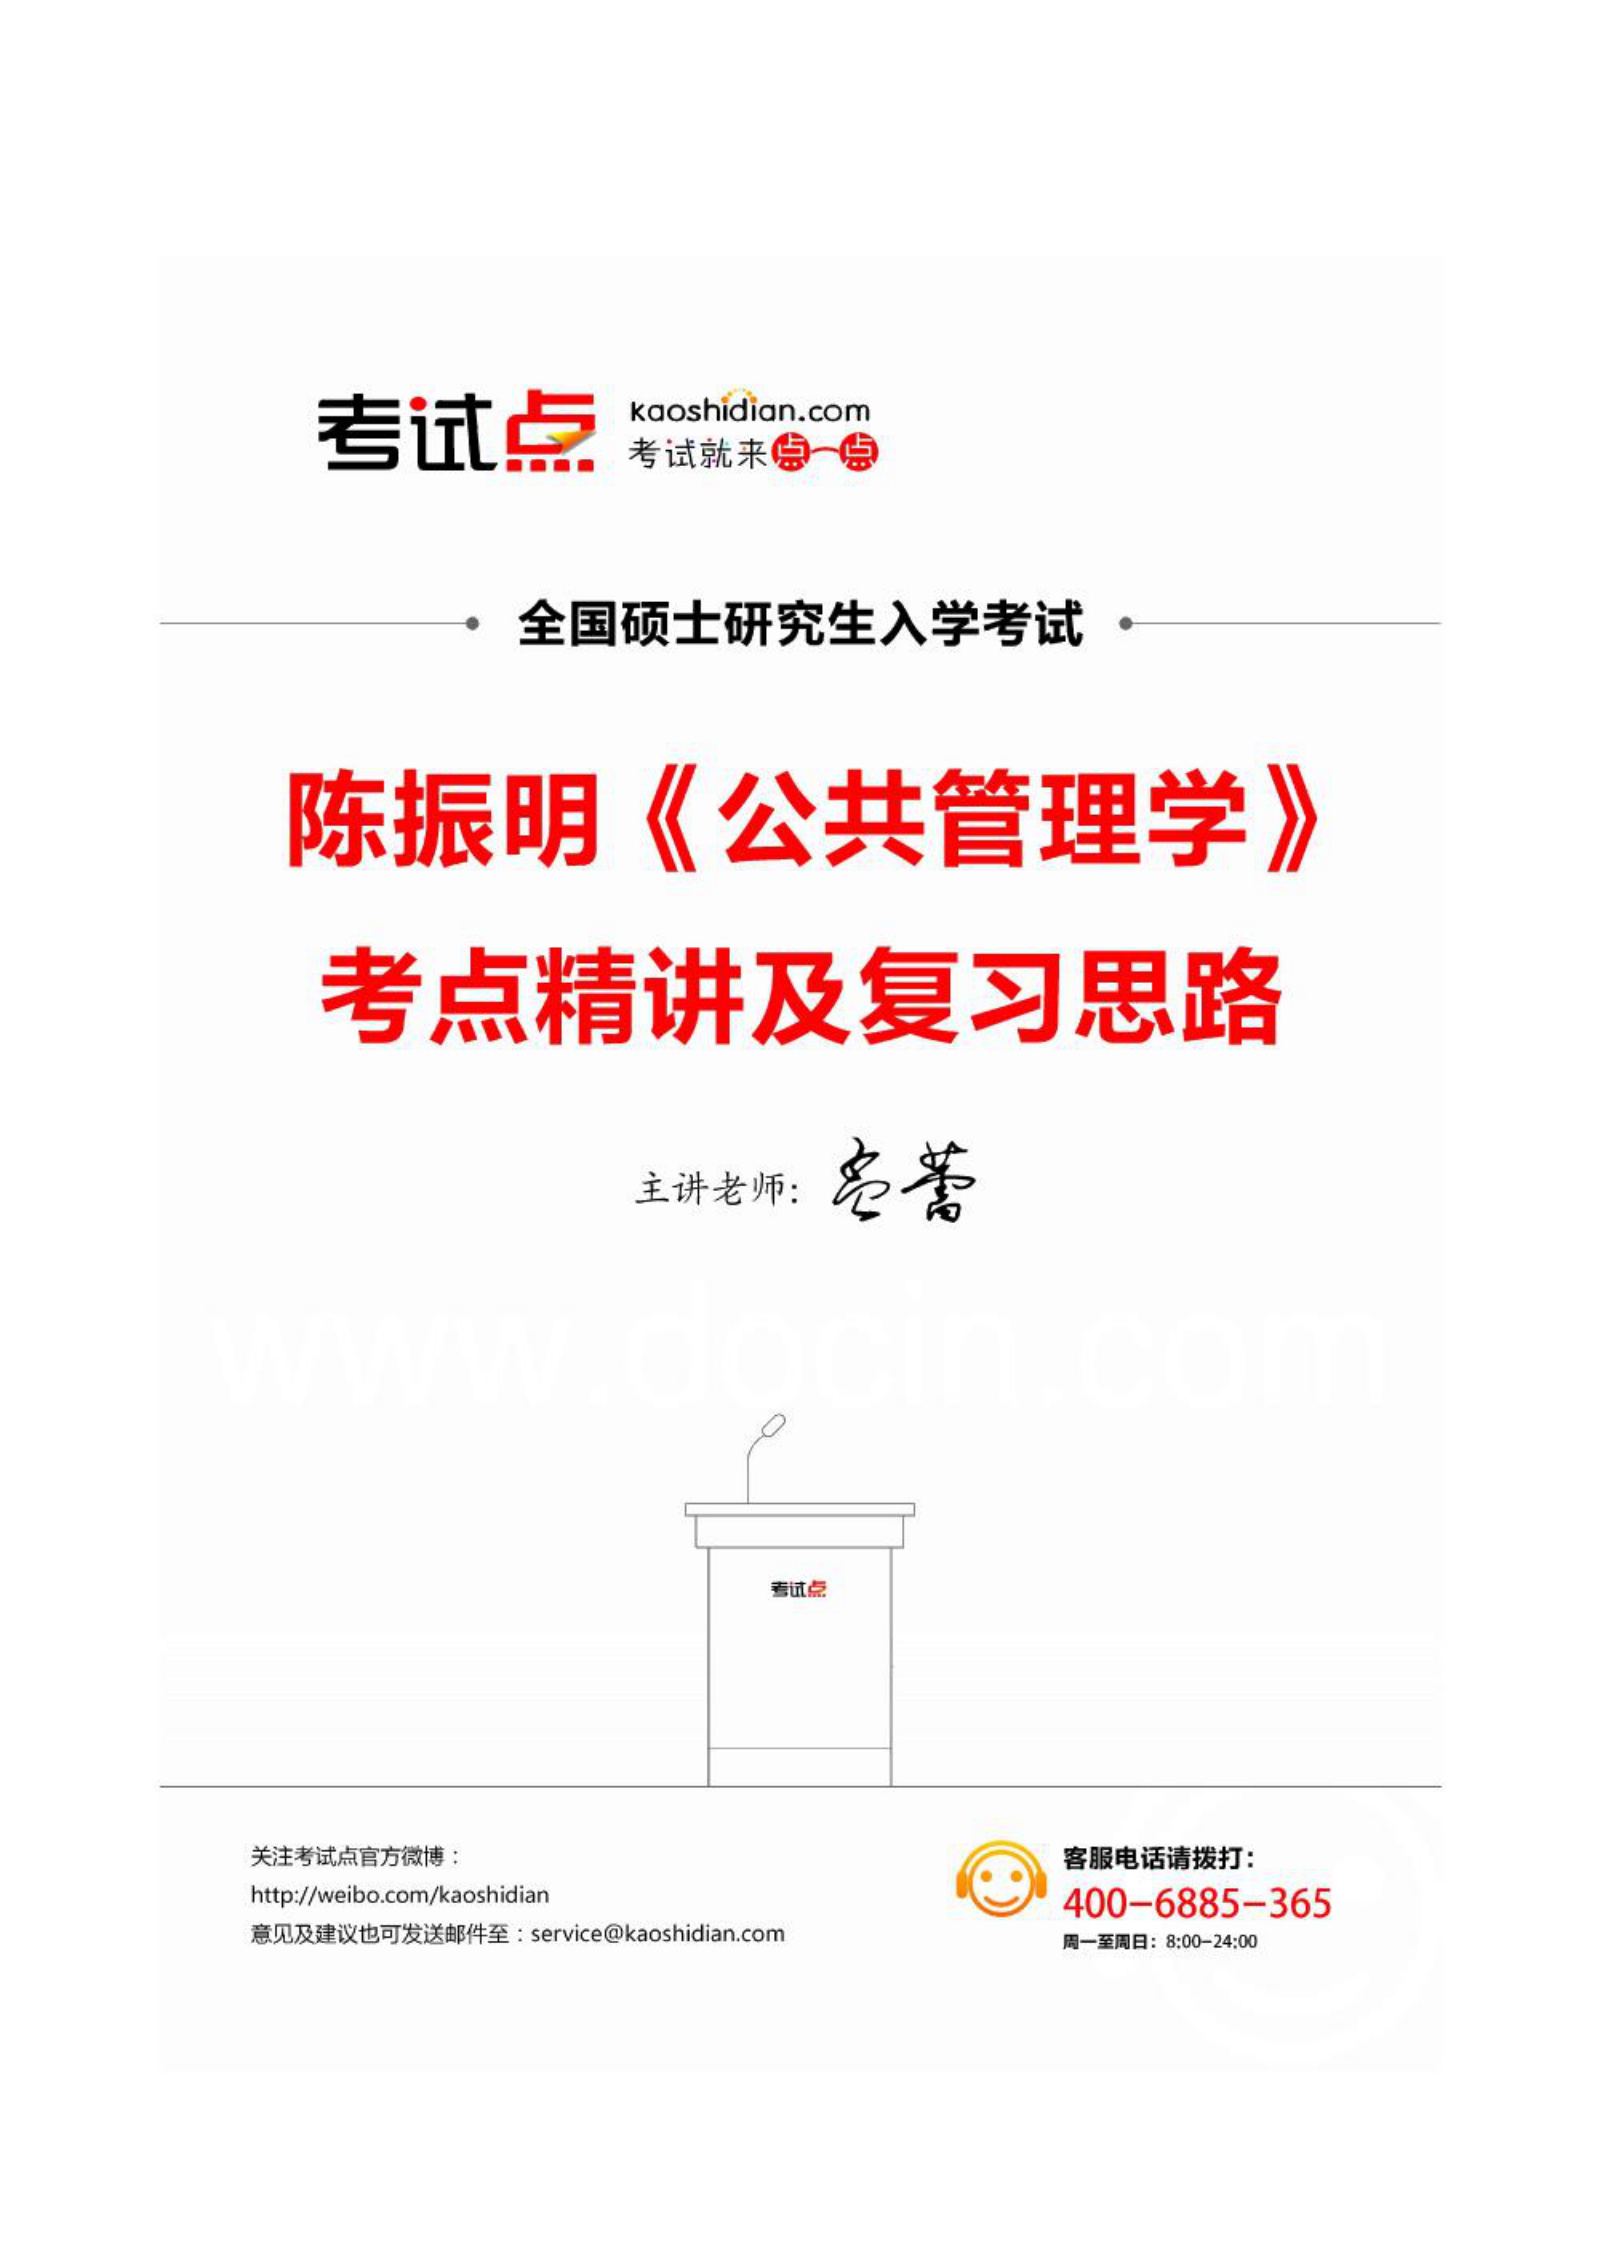 考试点
kaoshidian.com
考试就来点一点
全国硕士研究生入学考试
陈振明《公共管理学》
考点精讲及复习思路
主讲老师：
www.docin.com
考试点
关注考试点官方微博：
http://weibo.com/kaoshidian
意见及建议也可发送邮件至：service@kaoshidian.com
客服电话请拨打：
400-6885-365
周一至周日：8:00-24:00